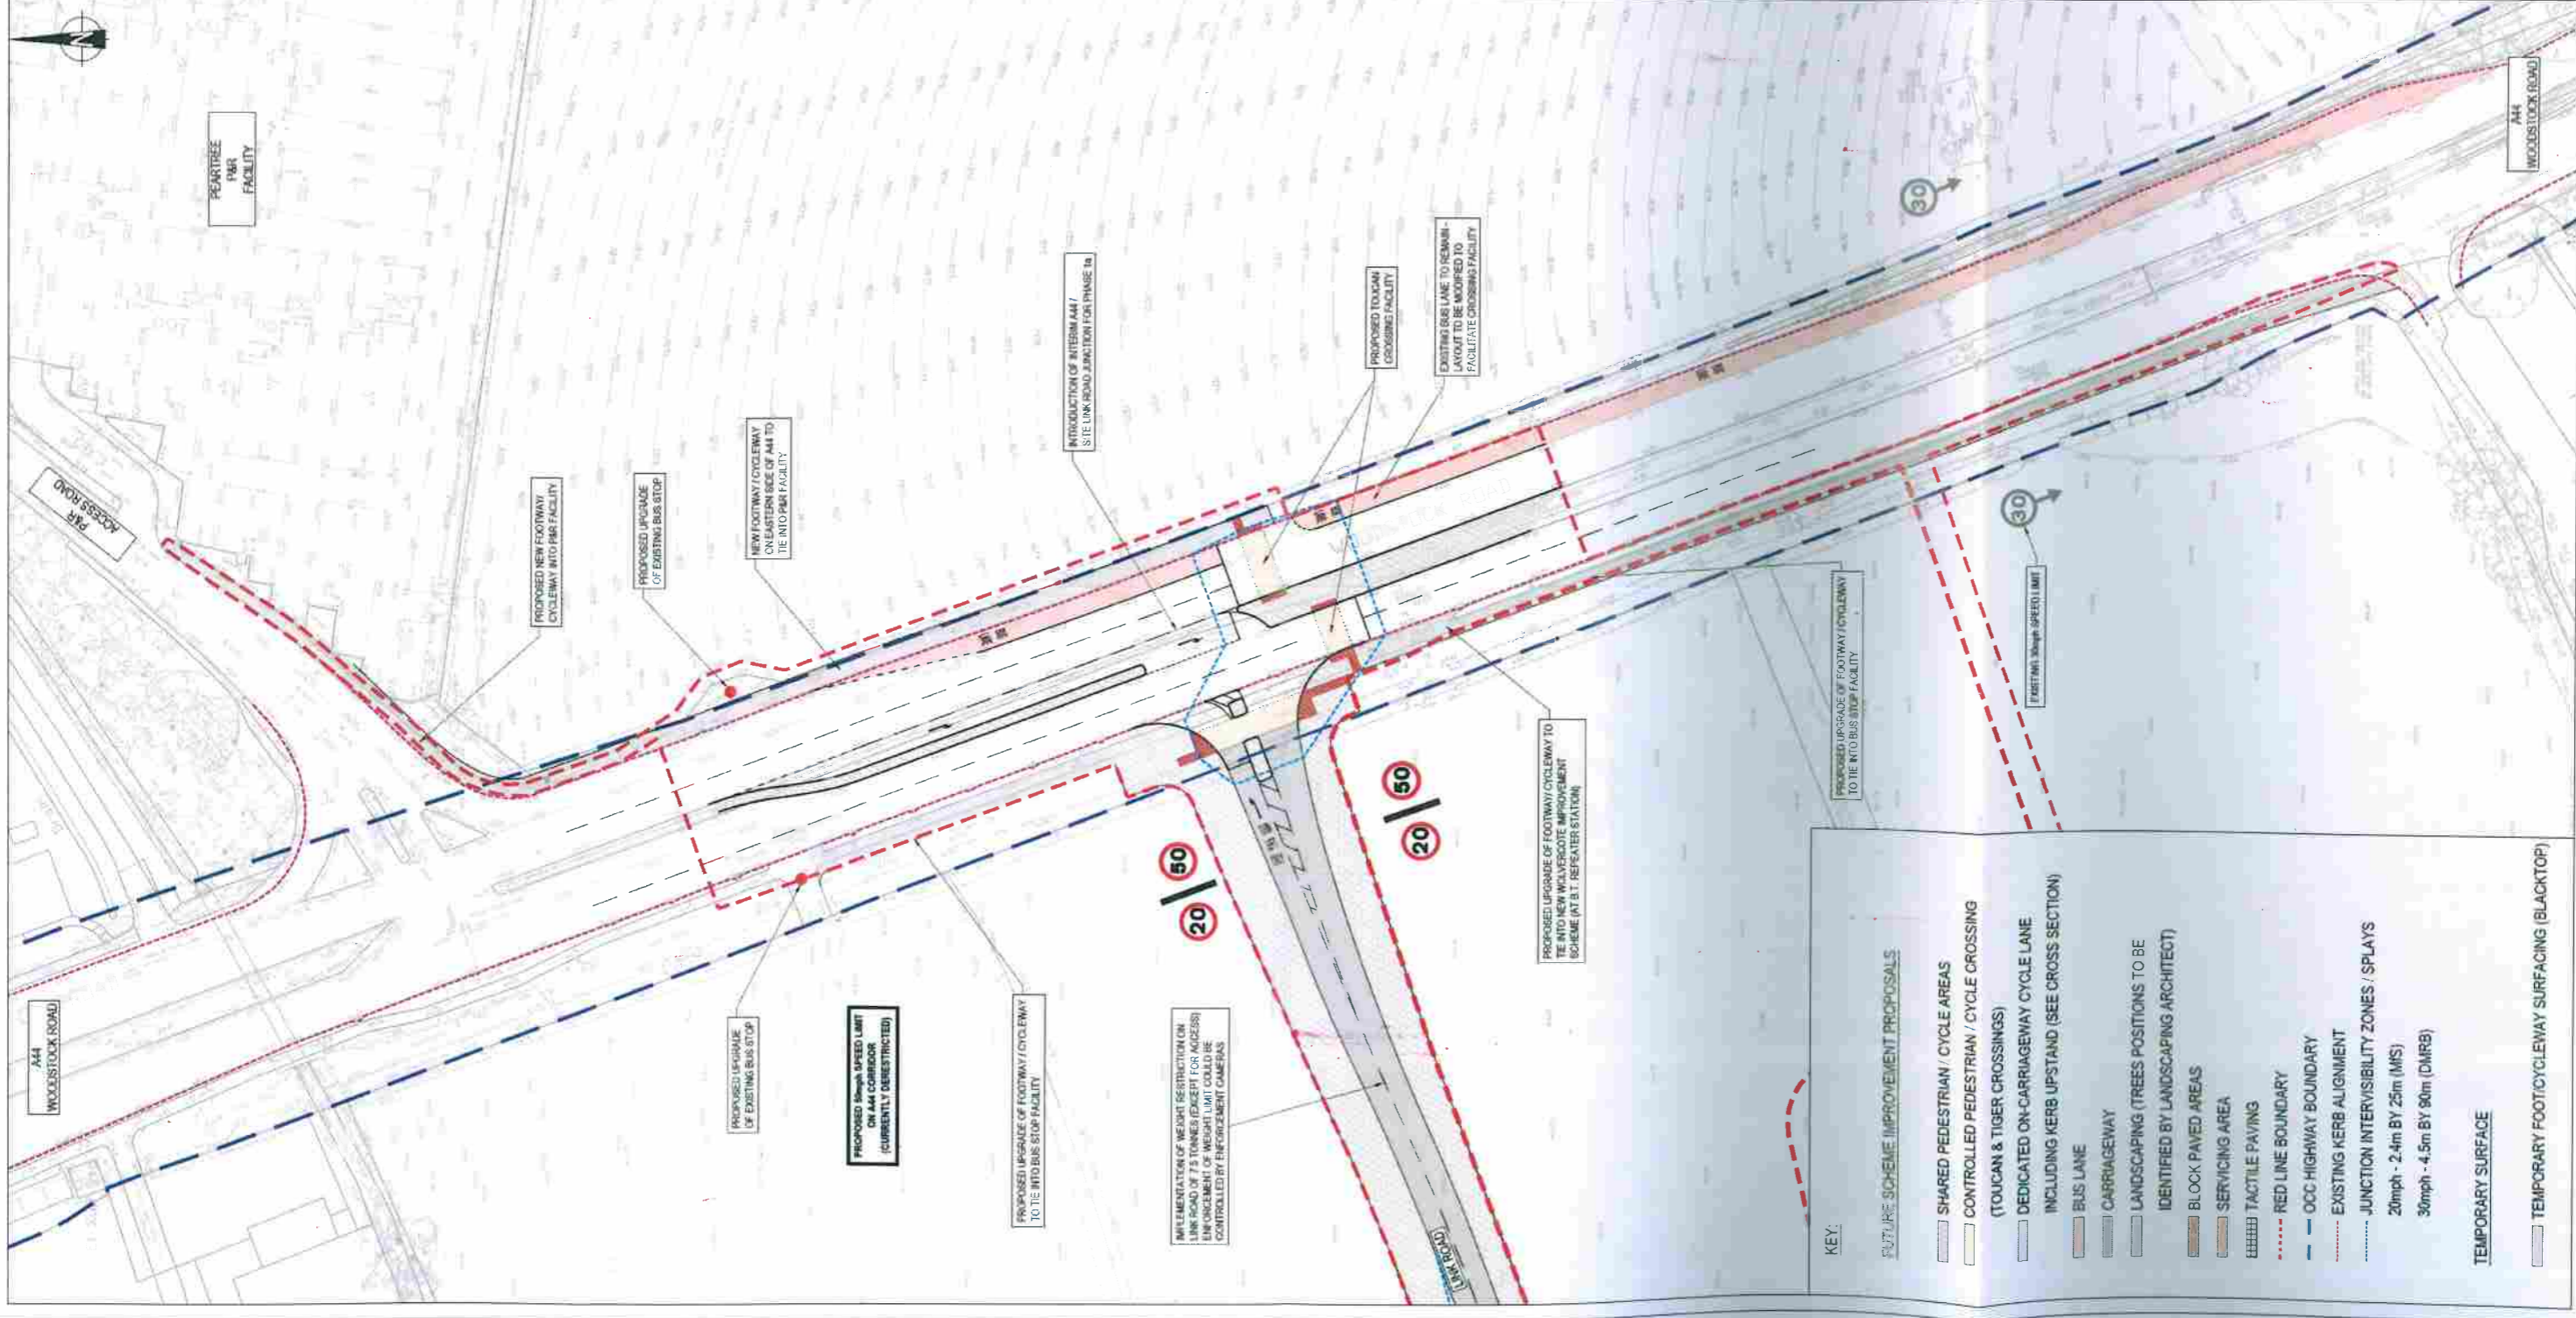 N
PEARTREE
P&R
FACILITY
P&R
ACCESS ROAD
A44
WOODSTOCK ROAD
PROPOSED NEW FOOTWAY/
CYCLEWAY INTO P&R FACILITY
PROPOSED UPGRADE
OF EXISTING BUS STOP
NEW FOOTWAY / CYCLEWAY
ON EASTERN SIDE OF A44 TO
TIE INTO P&R FACILITY
INTRODUCTION OF INTERIM A44 /
SITE LINK ROAD JUNCTION FOR PHASE 1a
PROPOSED TOUCAN
CROSSING FACILITY
EXISTING BUS LANE TO REMAIN -
LAYOUT TO BE MODIFIED TO
FACILITATE CROSSING FACILITY
30
A44
WOODSTOCK ROAD
PROPOSED UPGRADE
OF EXISTING BUS STOP
PROPOSED 50mph SPEED LIMIT
ON A44 CORRIDOR
(CURRENTLY DERESTRICTED)
PROPOSED UPGRADE OF FOOTWAY / CYCLEWAY
TO TIE INTO BUS STOP FACILITY
IMPLEMENTATION OF WEIGHT RESTRICTION ON
LINK ROAD OF 7.5 TONNES (EXCEPT FOR ACCESS)
ENFORCEMENT OF WEIGHT LIMIT COULD BE
CONTROLLED BY ENFORCEMENT CAMERAS
20
50
20
50
LINK ROAD
PROPOSED UPGRADE OF FOOTWAY/ CYCLEWAY TO
TIE INTO NEW WOLVERCOTE IMPROVEMENT
SCHEME (AT B.T. REPEATER STATION)
PROPOSED UPGRADE OF FOOTWAY / CYCLEWAY
TO TIE INTO BUS STOP FACILITY
30
EXISTING 30mph SPEED LIMIT
KEY:
FUTURE SCHEME IMPROVEMENT PROPOSALS
SHARED PEDESTRIAN / CYCLE AREAS
CONTROLLED PEDESTRIAN / CYCLE CROSSING
(TOUCAN & TIGER CROSSINGS)
DEDICATED ON-CARRIAGEWAY CYCLE LANE
INCLUDING KERB UPSTAND (SEE CROSS SECTION)
BUS LANE
CARRIAGEWAY
LANDSCAPING (TREES POSITIONS TO BE
IDENTIFIED BY LANDSCAPING ARCHITECT)
BLOCK PAVED AREAS
SERVICING AREA
TACTILE PAVING
RED LINE BOUNDARY
OCC HIGHWAY BOUNDARY
EXISTING KERB ALIGNMENT
JUNCTION INTERVISIBILITY ZONES / SPLAYS
20mph - 2.4m BY 25m (MfS)
30mph - 4.5m BY 90m (DMRB)
TEMPORARY SURFACE
TEMPORARY FOOT/CYCLEWAY SURFACING (BLACKTOP)